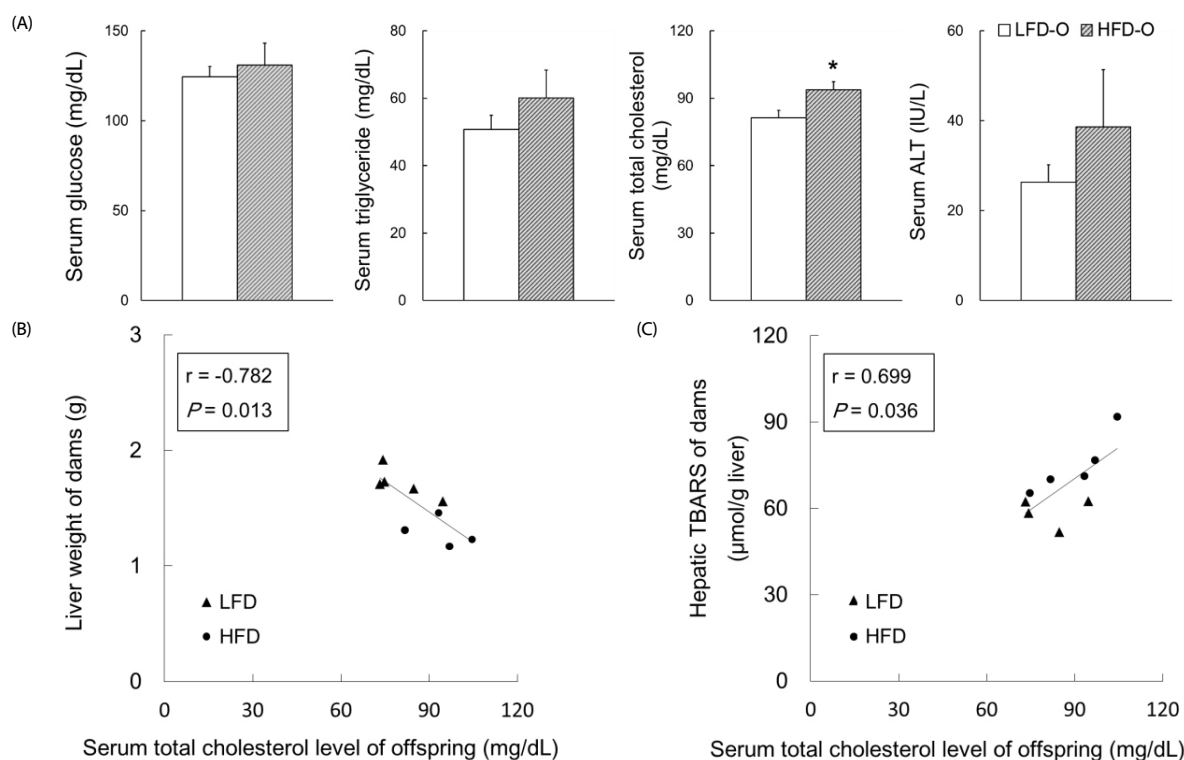 (A)
Serum glucose (mg/dL)
150
100
50
0
Serum triglyceride (mg/dL)
80
60
40
20
0
Serum total cholesterol
(mg/dL)
120
90
60
30
0
*
Serum ALT (IU/L)
60
40
20
0
LFD-O HFD-O
(B)
Liver weight of dams (g)
3
2
1
0
r = -0.782
P = 0.013
LFD
HFD
0 30 60 90 120
Serum total cholesterol level of offspring (mg/dL)
(C)
Hepatic TBARS of dams
(μmol/g liver)
120
90
60
30
0
r = 0.699
P = 0.036
LFD
HFD
0 30 60 90 120
Serum total cholesterol level of offspring (mg/dL)